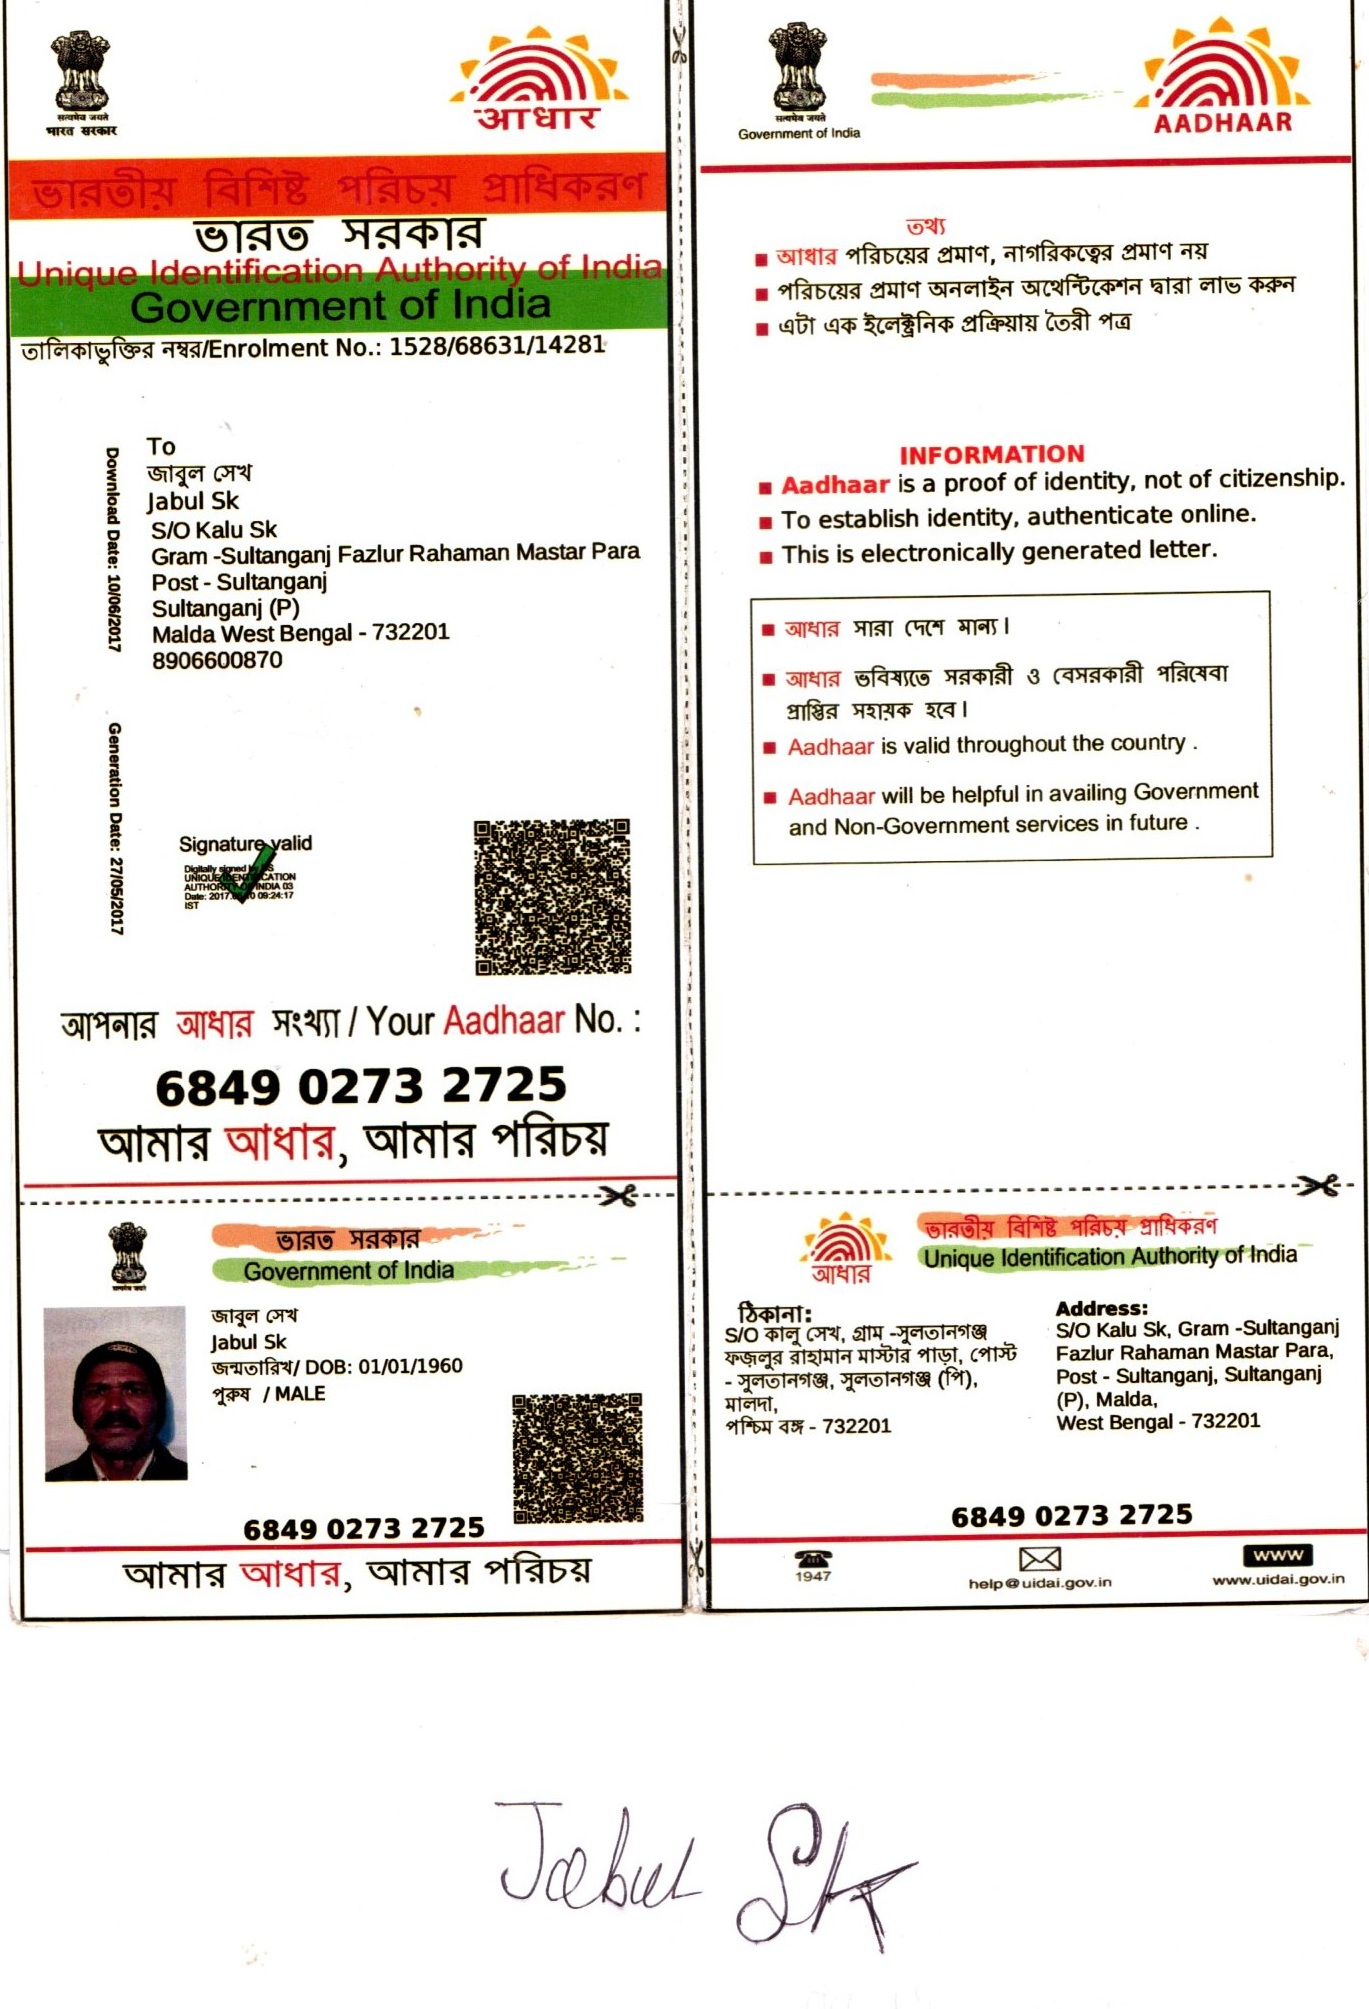 सत्यमेव जयते
भारत सरकार
आधार
ভারতীয় বিশিষ্ট পরিচয় প্রাধিকরণ
ভারত সরকার
Unique Identification Authority of India
Government of India
তালিকাভুক্তির নম্বর/Enrolment No.: 1528/68631/14281
Download Date: 10/06/2017
To
জাবুল সেখ
Jabul Sk
S/O Kalu Sk
Gram -Sultanganj Fazlur Rahaman Mastar Para
Post - Sultanganj
Sultanganj (P)
Malda West Bengal - 732201
8906600870
Generation Date: 27/05/2017
Signature valid
Digitally signed by DS
UNIQUE IDENTIFICATION
AUTHORITY OF INDIA 03
Date: 2017. 09:24:17
IST
আপনার আধার সংখ্যা / Your Aadhaar No. :
6849 0273 2725
আমার আধার, আমার পরিচয়
ভারত সরকার
Government of India
জাবুল সেখ
Jabul Sk
জন্মতারিখ/ DOB: 01/01/1960
পুরুষ / MALE
6849 0273 2725
আমার আধার, আমার পরিচয়
सत्यमेव जयते
Government of India
AADHAAR
তথ্য
আধার পরিচয়ের প্রমাণ, নাগরিকত্বের প্রমাণ নয়
পরিচয়ের প্রমাণ অনলাইন অথেন্টিকেশন দ্বারা লাভ করুন
এটা এক ইলেক্ট্রনিক প্রক্রিয়ায় তৈরী পত্র
INFORMATION
Aadhaar is a proof of identity, not of citizenship.
To establish identity, authenticate online.
This is electronically generated letter.
আধার সারা দেশে মান্য।
আধার ভবিষ্যতে সরকারী ও বেসরকারী পরিষেবা
প্রাপ্তির সহায়ক হবে।
Aadhaar is valid throughout the country .
Aadhaar will be helpful in availing Government
and Non-Government services in future .
আধার
ভারতীয় বিশিষ্ট পরিচয় প্রাধিকরণ
Unique Identification Authority of India
ঠিকানা:
S/O কালু সেখ, গ্রাম -সুলতানগঞ্জ
ফজলুর রাহামান মাস্টার পাড়া, পোস্ট
- সুলতানগঞ্জ, সুলতানগঞ্জ (পি),
মালদা,
পশ্চিম বঙ্গ - 732201
Address:
S/O Kalu Sk, Gram -Sultanganj
Fazlur Rahaman Mastar Para,
Post - Sultanganj, Sultanganj
(P), Malda,
West Bengal - 732201
6849 0273 2725
1947
help@uidai.gov.in
www
www.uidai.gov.in
Jabul Sk